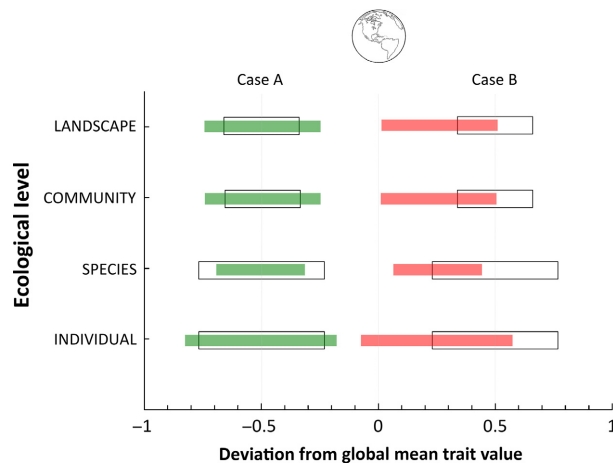 Case A Case B
LANDSCAPE
COMMUNITY
SPECIES
INDIVIDUAL
Ecological level
−1 −0.5 0 0.5 1
Deviation from global mean trait value